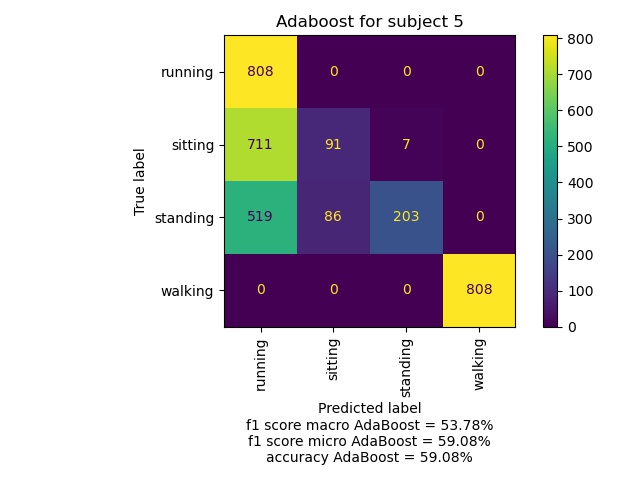 Adaboost for subject 5
running 808 0 0 0
sitting 711 91 7 0
standing 519 86 203 0
walking 0 0 0 808
True label
running sitting standing walking
Predicted label
f1 score macro AdaBoost = 53.78%
f1 score micro AdaBoost = 59.08%
accuracy AdaBoost = 59.08%
800
700
600
500
400
300
200
100
0